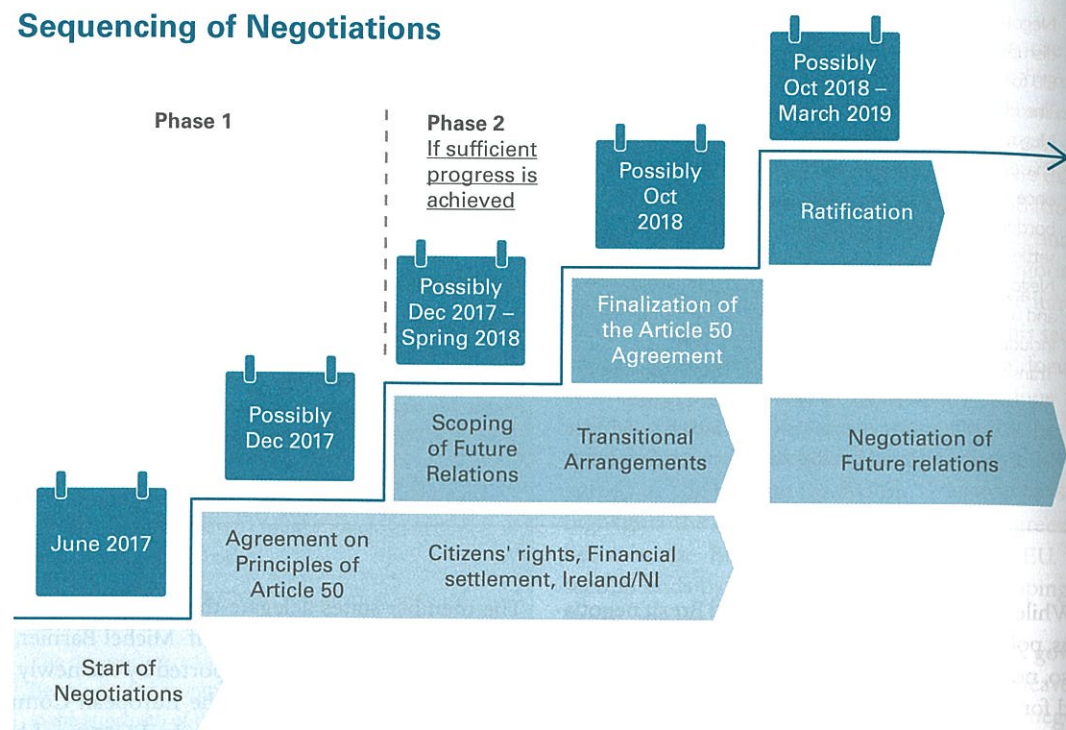 Sequencing of Negotiations
Phase 1
Phase 2
If sufficient
progress is
achieved
Possibly
Oct 2018 –
March 2019
Possibly
Oct
2018
Ratification
Possibly
Dec 2017 –
Spring 2018
Finalization of
the Article 50
Agreement
Possibly
Dec 2017
Scoping
of Future
Relations
Transitional
Arrangements
Negotiation of
Future relations
June 2017
Agreement on
Principles of
Article 50
Citizens' rights, Financial
settlement, Ireland/NI
Start of
Negotiations